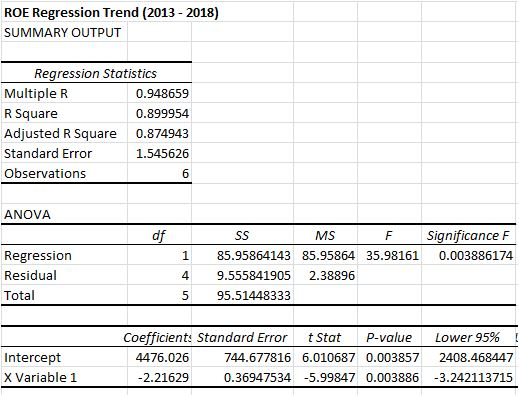 ROE Regression Trend (2013 - 2018)
SUMMARY OUTPUT
Regression Statistics
Multiple R 0.948659
R Square 0.899954
Adjusted R Square 0.874943
Standard Error 1.545626
Observations 6
ANOVA
df SS MS F Significance F
Regression 1 85.95864143 85.95864 35.98161 0.003886174
Residual 4 9.555841905 2.38896
Total 5 95.51448333
Coefficients Standard Error t Stat P-value Lower 95%
Intercept 4476.026 744.677816 6.010687 0.003857 2408.468447
X Variable 1 -2.21629 0.36947534 -5.99847 0.003886 -3.242113715